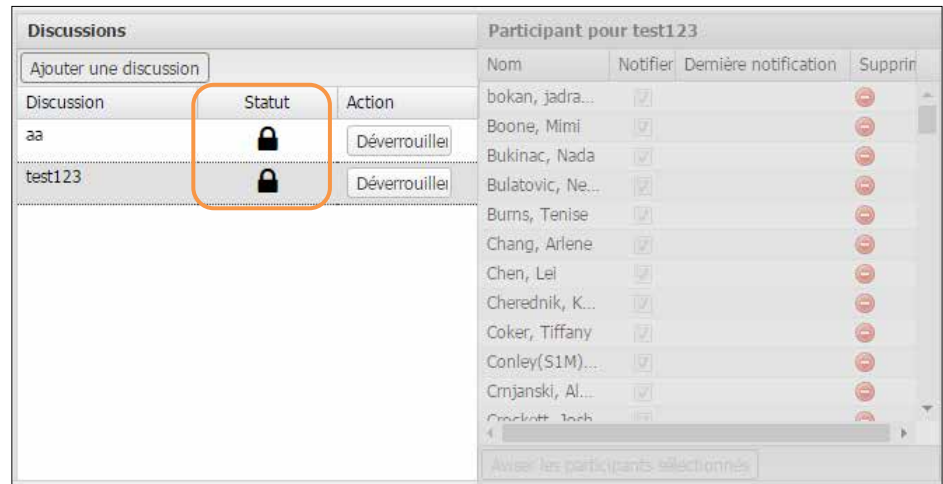 Discussions
Ajouter une discussion
Discussion Statut Action
aa Déverrouiller
test123 Déverrouiller
Participant pour test123
Nom Notifier Dernière notification Supprin
bokan, jadra...
Boone, Mimi
Bukinac, Nada
Bulatovic, Ne...
Burns, Tenise
Chang, Arlene
Chen, Lei
Cherednik, K...
Coker, Tiffany
Conley(S1M)...
Crnjanski, Al...
Crockett, Josh
Aviser les participants sélectionnés